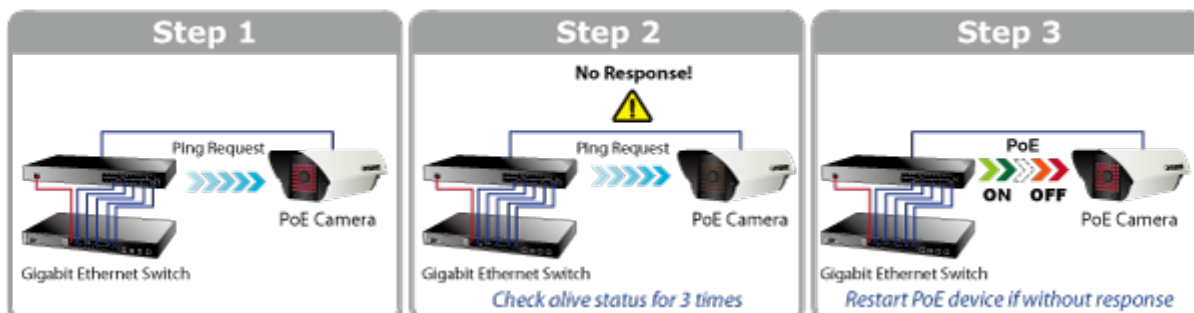 Step 1
Ping Request
PoE Camera
Gigabit Ethernet Switch
Step 2
No Response!
Ping Request
PoE Camera
Gigabit Ethernet Switch
Check alive status for 3 times
Step 3
PoE
ON OFF
PoE Camera
Gigabit Ethernet Switch
Restart PoE device if without response